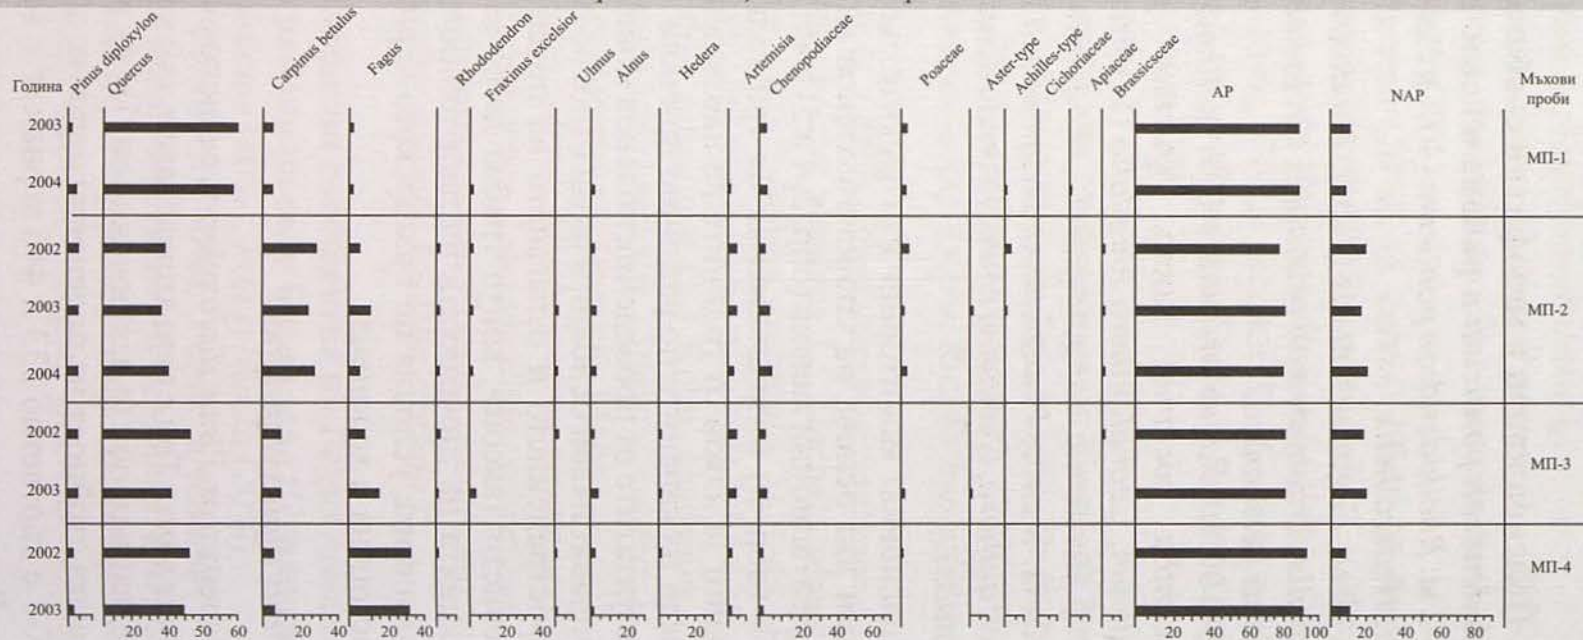 Година Pinus diploxylon Quercus Carpinus betulus Fagus Rhododendron Fraxinus excelsior Ulmus Alnus Hedera Artemisia Chenopodiaceae Poaceae Aster-type Achilles-type Cichoriaceae Apiaceae Brassicseae AP NAP Мъхови проби
2003
МП-1
2004
2002
2003 МП-2
2004
2002
МП-3
2003
2002
МП-4
2003
20 40 50 60 20 40 20 40 20 40 20 20 20 40 60 20 20 40 60 80 100 20 40 60 80